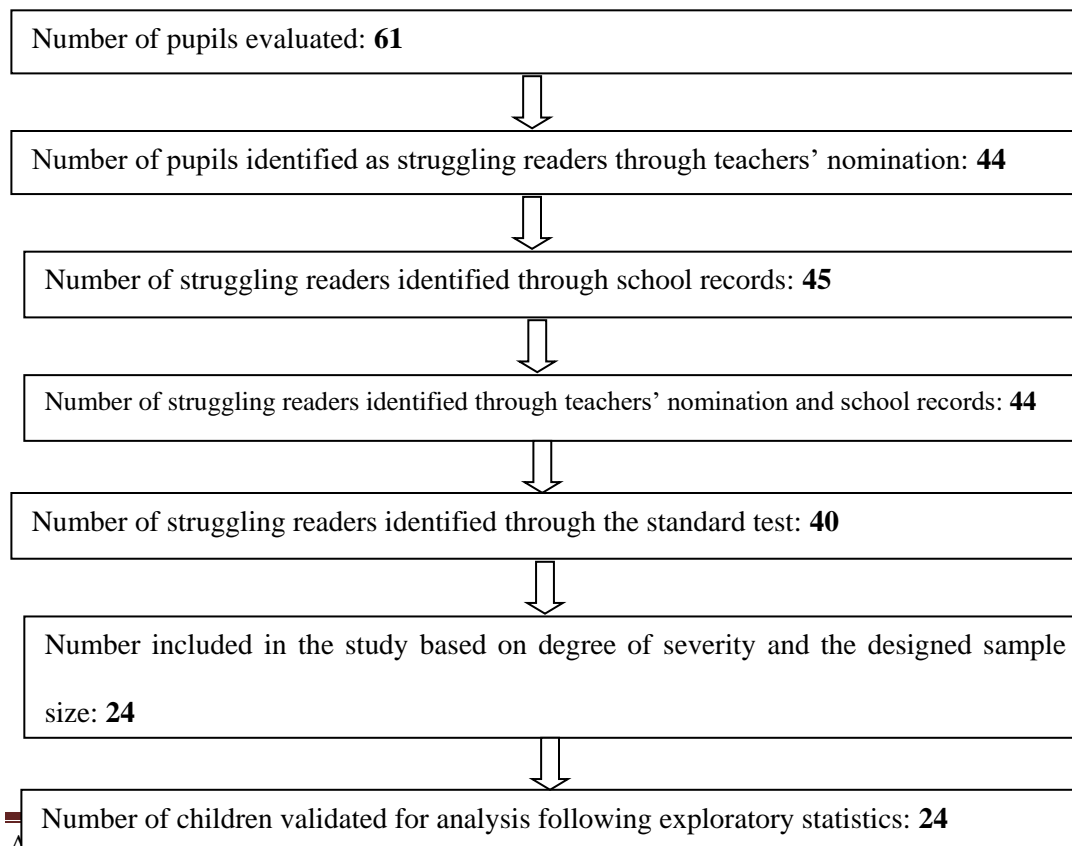 Number of pupils evaluated: 61
Number of pupils identified as struggling readers through teachers’ nomination: 44
Number of struggling readers identified through school records: 45
Number of struggling readers identified through teachers’ nomination and school records: 44
Number of struggling readers identified through the standard test: 40
Number included in the study based on degree of severity and the designed sample
size: 24
Number of children validated for analysis following exploratory statistics: 24